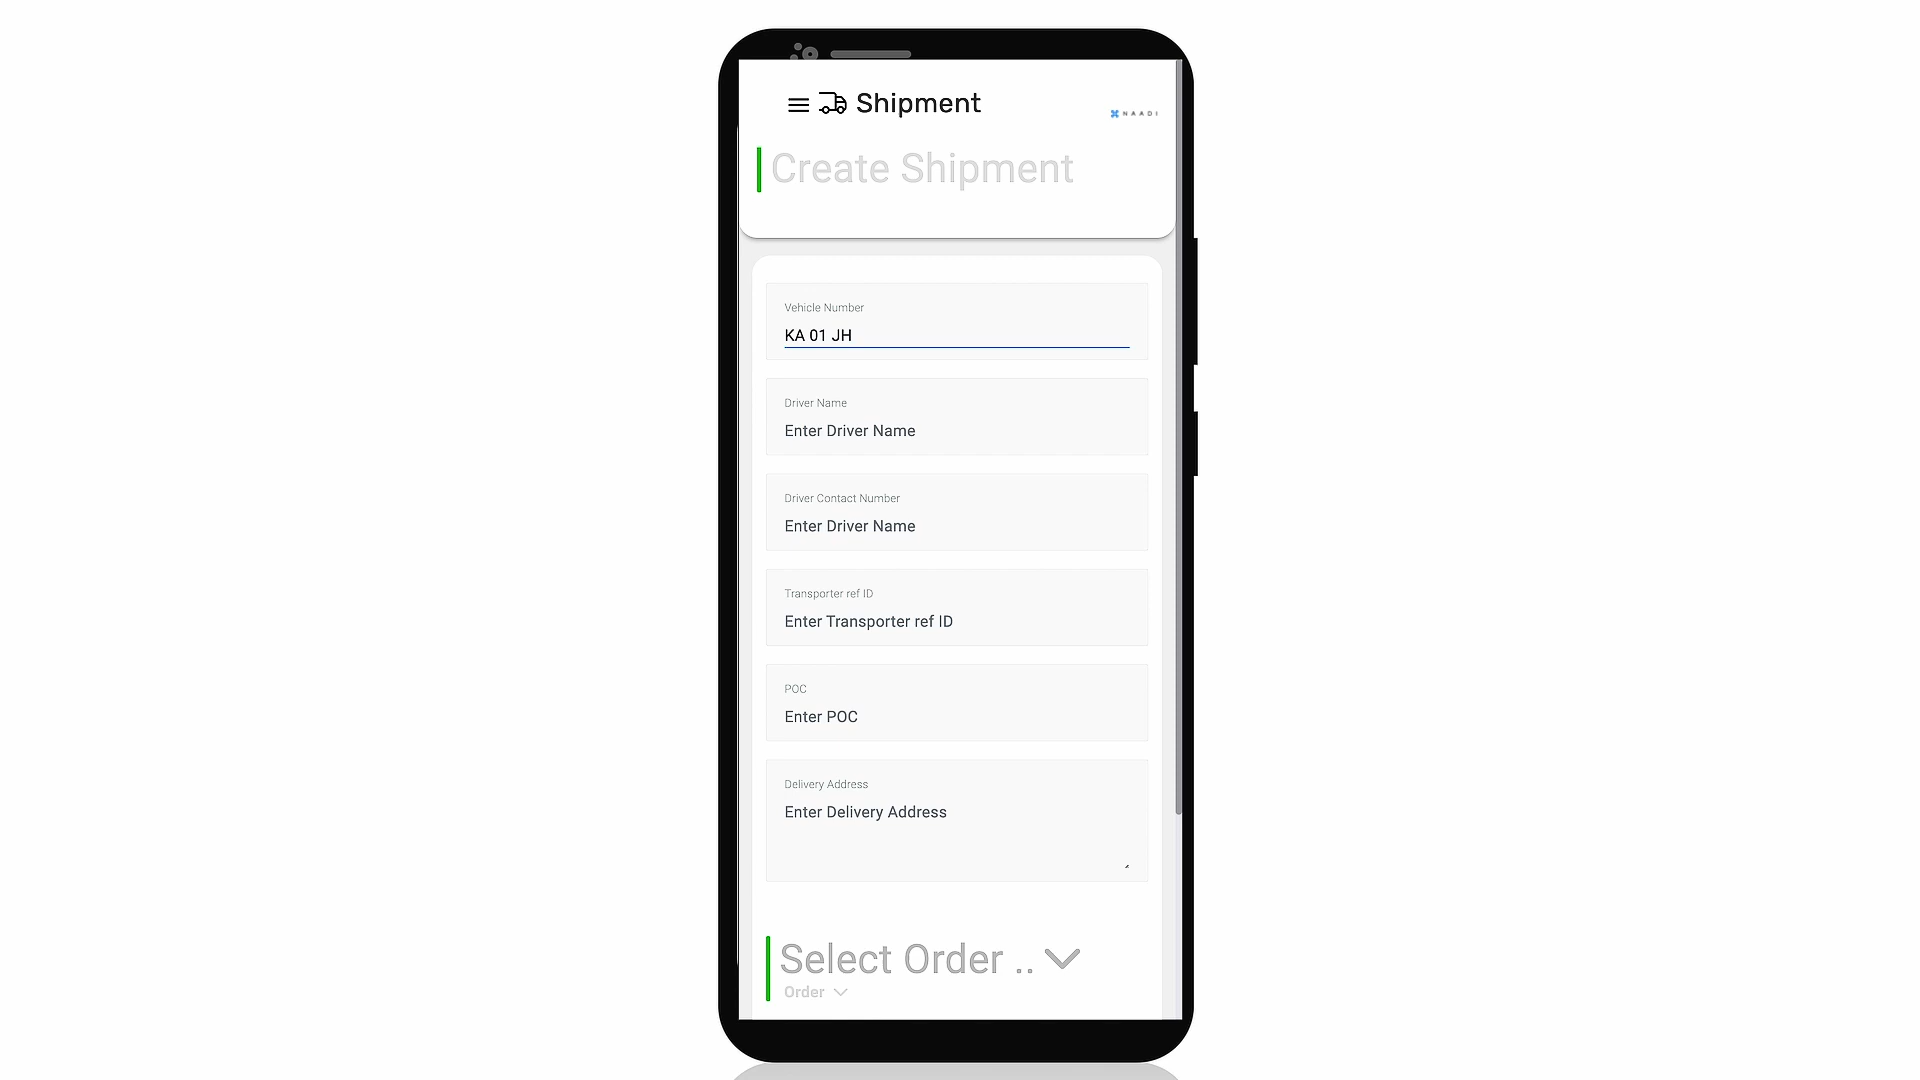 Shipment
NAADI
Create Shipment
Vehicle Number
KA 01 JH
Driver Name
Enter Driver Name
Driver Contact Number
Enter Driver Name
Transporter ref ID
Enter Transporter ref ID
POC
Enter POC
Delivery Address
Enter Delivery Address
Select Order ..
Order